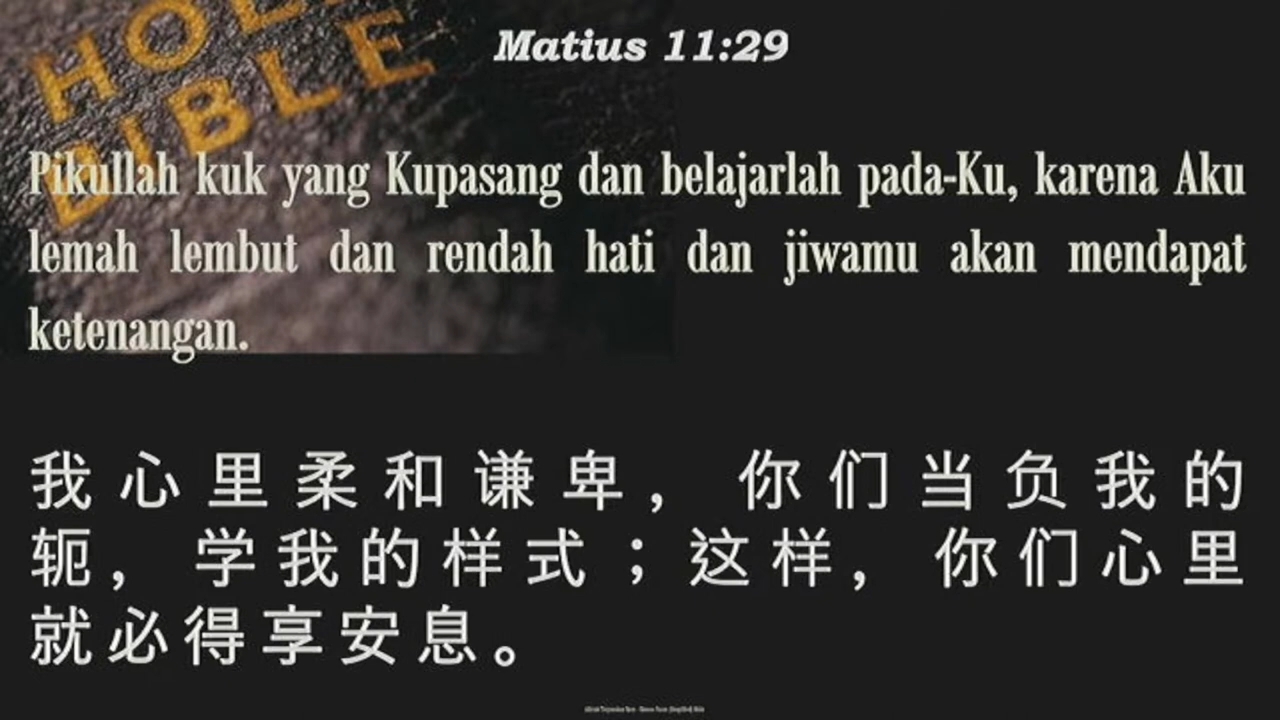 HOL
BIBLE
Matius 11:29
Pikullah kuk yang Kupasang dan belajarlah pada-Ku, karena Aku
lemah lembut dan rendah hati dan jiwamu akan mendapat
ketenangan.
我心里柔和谦卑，你们当负我的
轭，学我的样式；这样，你们心里
就必得享安息。